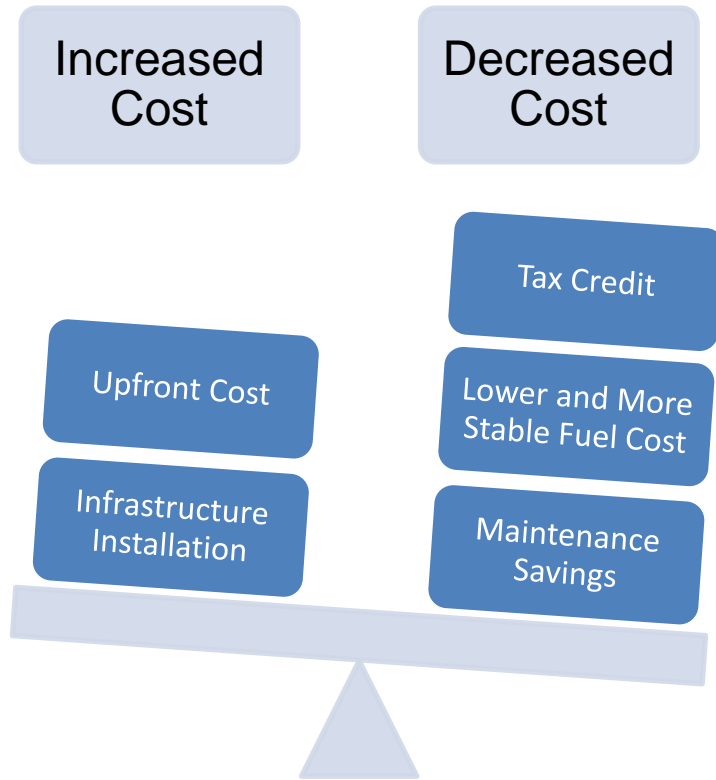 Increased
Cost
Decreased
Cost
Tax Credit
Upfront Cost
Lower and More
Stable Fuel Cost
Infrastructure
Installation
Maintenance
Savings